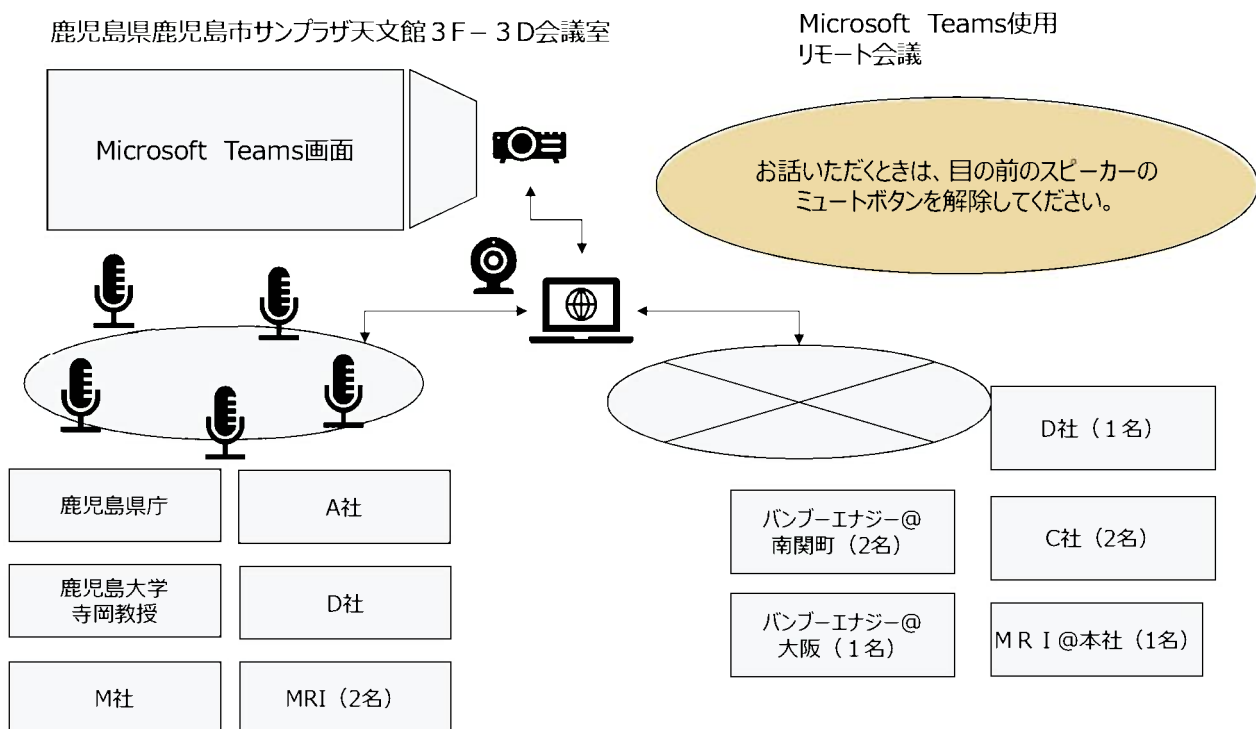 鹿児島県鹿児島市サンプラザ天文館３F－３D会議室
Microsoft Teams使用
リモート会議
Microsoft Teams画面
お話いただくときは、目の前のスピーカーの
ミュートボタンを解除してください。
鹿児島県庁
A社
鹿児島大学
寺岡教授
D社
M社
MRI（2名）
D社（１名）
バンブーエナジー@
南関町（2名）
C社（2名）
バンブーエナジー@
大阪（１名）
ＭＲＩ@本社（1名）